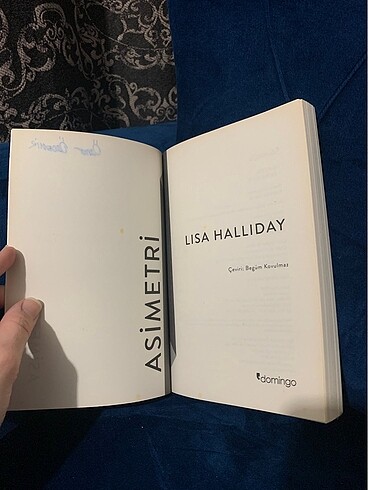 ASİMETRİ
LISA HALLIDAY
Çeviri: Begüm Kovulmaz
domingo